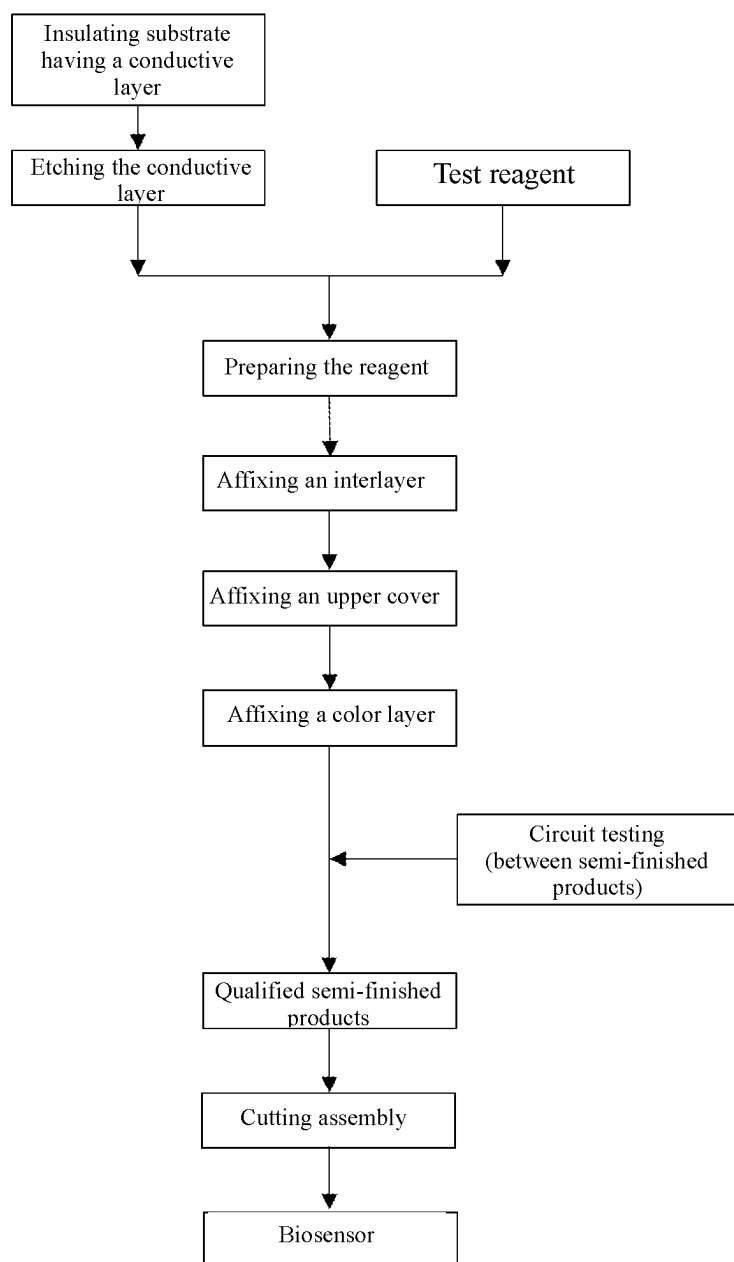 Insulating substrate
having a conductive
layer
Etching the conductive
layer
Test reagent
Preparing the reagent
Affixing an interlayer
Affixing an upper cover
Affixing a color layer
Circuit testing
(between semi-finished
products)
Qualified semi-finished
products
Cutting assembly
Biosensor